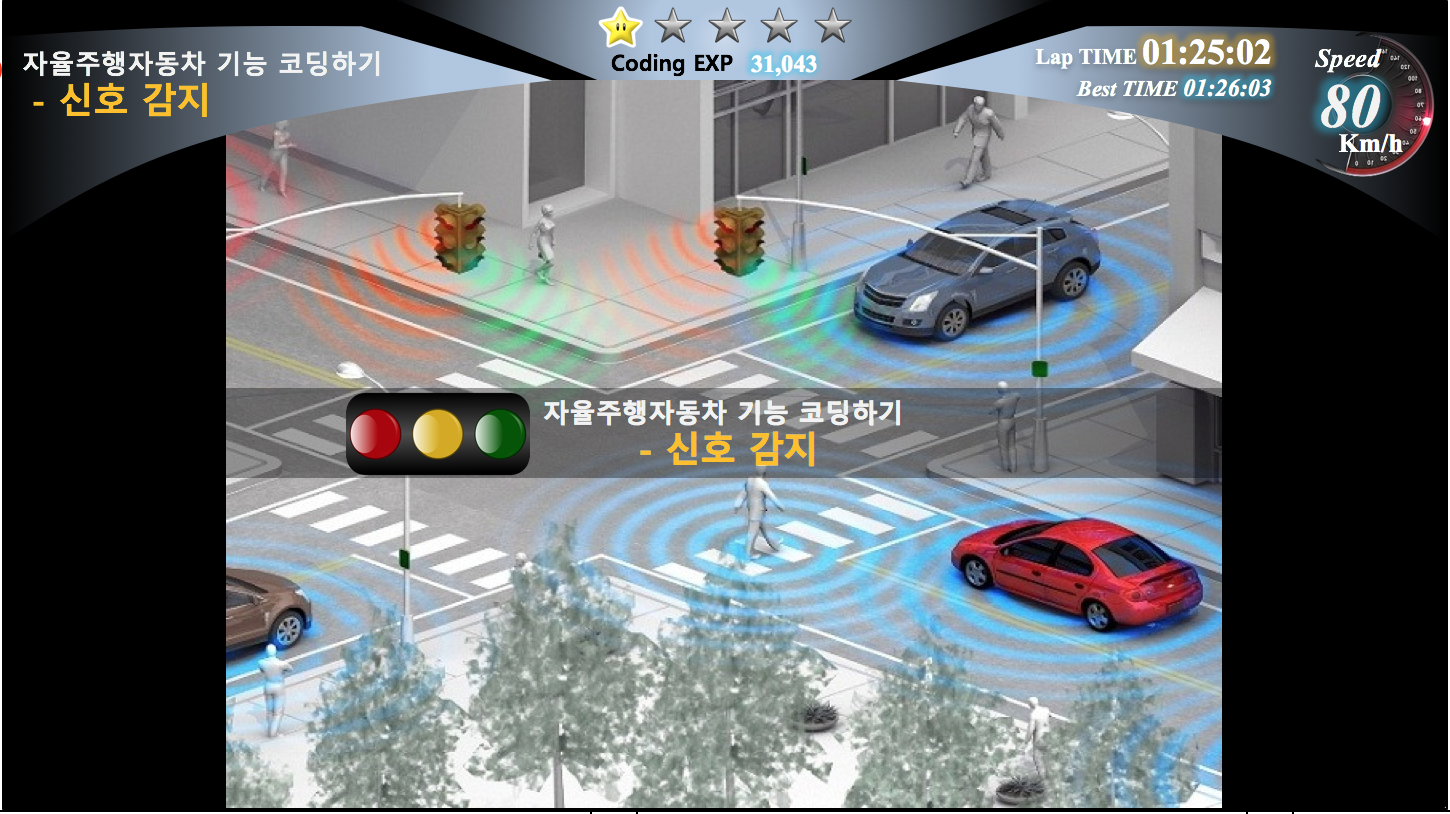 자율주행자동차 기능 코딩하기
- 신호 감지
Coding EXP 31,043
Lap TIME 01:25:02
Best TIME 01:26:03
Speed
80
Km/h
자율주행자동차 기능 코딩하기
- 신호 감지